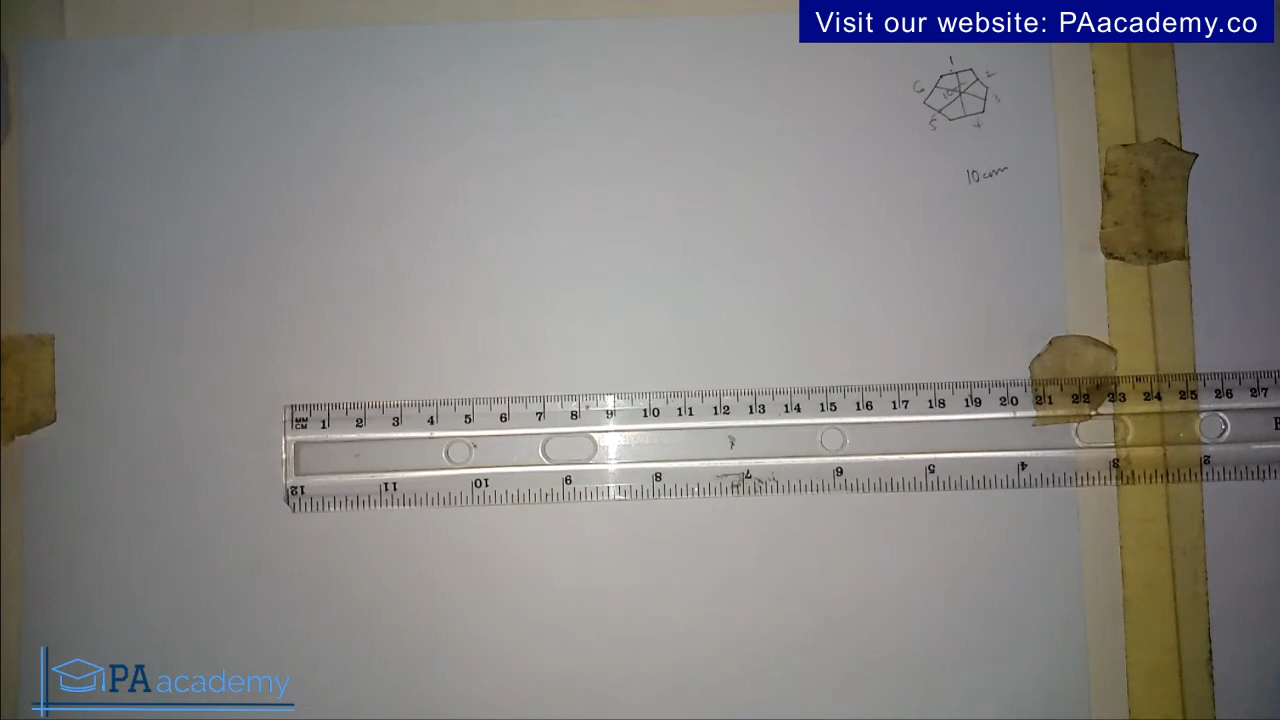 Visit our website: PAacademy.co
1
2
3
4
5
6
10 cm
MM
CM
1 2 3 4 5 6 7 8 9 10 11 12 13 14 15 16 17 18 19 20 21 22 23 24 25 26 27
12 11 10 9 8 7 6 5 4 3 2
PA academy